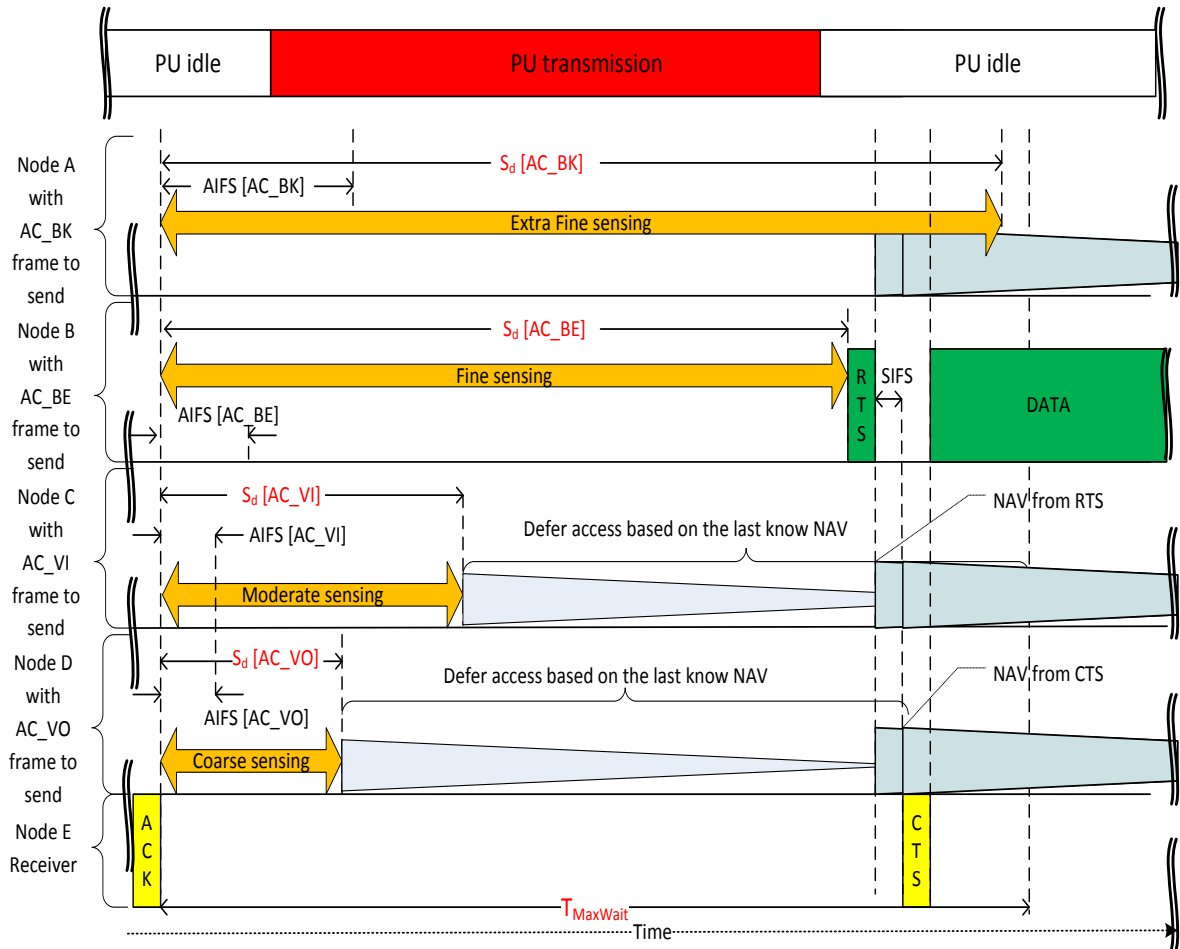 PU idle
PU transmission
PU idle
Node A
with
AC_BK
frame to
send
Sd [AC_BK]
AIFS [AC_BK]
Extra Fine sensing
Node B
with
AC_BE
frame to
send
Sd [AC_BE]
Fine sensing
AIFS [AC_BE]
R
T
S
SIFS
DATA
Node C
with
AC_VI
frame to
send
Sd [AC_VI]
AIFS [AC_VI]
Moderate sensing
Defer access based on the last know NAV
NAV from RTS
Node D
with
AC_VO
frame to
send
Sd [AC_VO]
AIFS [AC_VO]
Coarse sensing
Defer access based on the last know NAV
NAV from CTS
Node E
Receiver
A
C
K
C
T
S
TMaxWait
Time